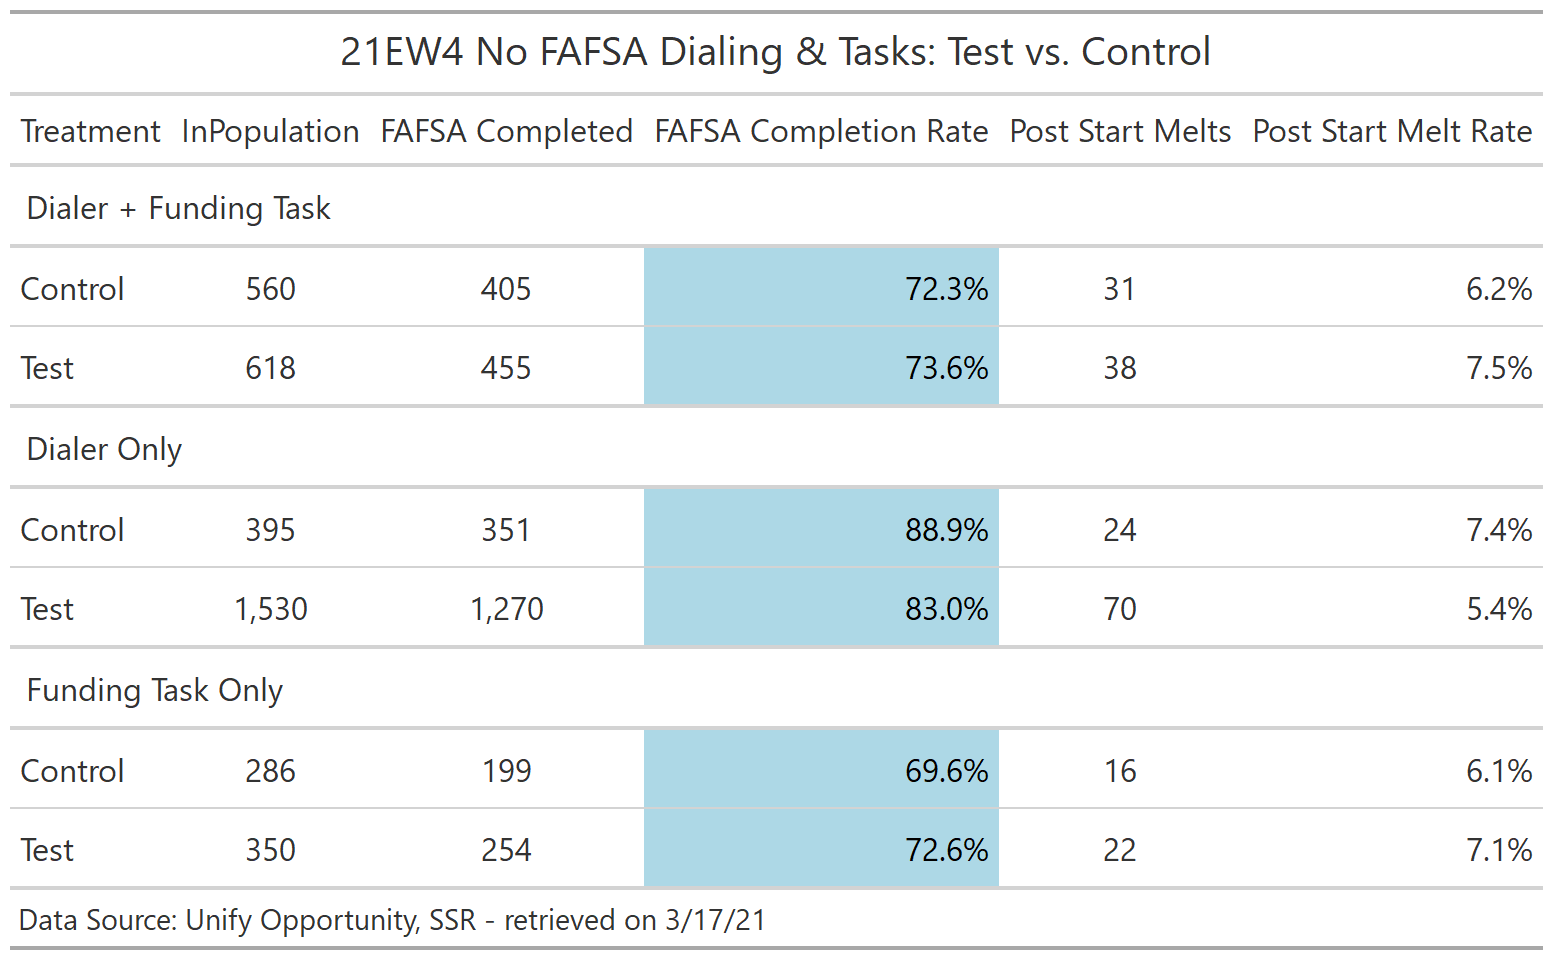 21EW4 No FAFSA Dialing & Tasks: Test vs. Control
Treatment InPopulation FAFSA Completed FAFSA Completion Rate Post Start Melts Post Start Melt Rate
Dialer + Funding Task
Control 560 405 72.3% 31 6.2%
Test 618 455 73.6% 38 7.5%
Dialer Only
Control 395 351 88.9% 24 7.4%
Test 1,530 1,270 83.0% 70 5.4%
Funding Task Only
Control 286 199 69.6% 16 6.1%
Test 350 254 72.6% 22 7.1%
Data Source: Unify Opportunity, SSR - retrieved on 3/17/21